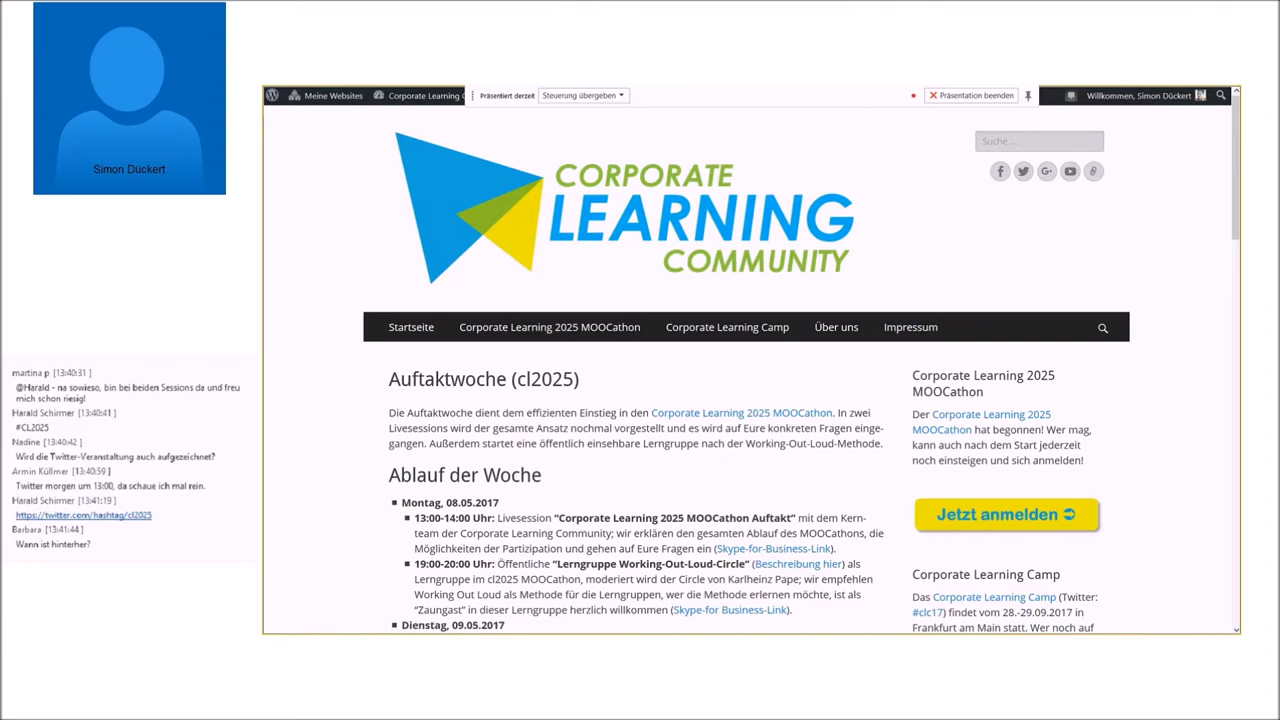 Simon Dückert
martina p [13:40:31 ]
@Harald - na sowieso, bin bei beiden Sessions da und freu
mich schon riesig!
Harald Schirmer [13:40:41 ]
#CL2025
Nadine [13:40:42 ]
Wird die Twitter-Veranstaltung auch aufgezeichnet?
Armin Küllmer [13:40:59 ]
Twitter morgen um 13:00, da schaue ich mal rein.
Harald Schirmer [13:41:19 ]
https://twitter.com/hashtag/cl2025
Barbara [13:41:44 ]
Wann ist hinterher?
Meine Websites
Corporate Learning C
Präsentiert derzeit
Steuerung übergeben
Präsentation beenden
Willkommen, Simon Dückert
CORPORATE
LEARNING
COMMUNITY
Suche ...
Startseite
Corporate Learning 2025 MOOCathon
Corporate Learning Camp
Über uns
Impressum
Auftaktwoche (cl2025)
Die Auftaktwoche dient dem effizienten Einstieg in den Corporate Learning 2025 MOOCathon. In zwei
Livesessions wird der gesamte Ansatz nochmal vorgestellt und es wird auf Eure konkreten Fragen einge-
gangen. Außerdem startet eine öffentlich einsehbare Lerngruppe nach der Working-Out-Loud-Methode.
Ablauf der Woche
Montag, 08.05.2017
13:00-14:00 Uhr: Livesession "Corporate Learning 2025 MOOCathon Auftakt" mit dem Kern-
team der Corporate Learning Community; wir erklären den gesamten Ablauf des MOOCathons, die
Möglichkeiten der Partizipation und gehen auf Eure Fragen ein (Skype-for-Business-Link).
19:00-20:00 Uhr: Öffentliche "Lerngruppe Working-Out-Loud-Circle" (Beschreibung hier) als
Lerngruppe im cl2025 MOOCathon, moderiert wird der Circle von Karlheinz Pape; wir empfehlen
Working Out Loud als Methode für die Lerngruppen, wer die Methode erlernen möchte, ist als
"Zaungast" in dieser Lerngruppe herzlich willkommen (Skype-for Business-Link).
Dienstag, 09.05.2017
Corporate Learning 2025
MOOCathon
Der Corporate Learning 2025
MOOCathon hat begonnen! Wer mag,
kann auch nach dem Start jederzeit
noch einsteigen und sich anmelden!
Jetzt anmelden
Corporate Learning Camp
Das Corporate Learning Camp (Twitter:
#clc17) findet vom 28.-29.09.2017 in
Frankfurt am Main statt. Wer noch auf